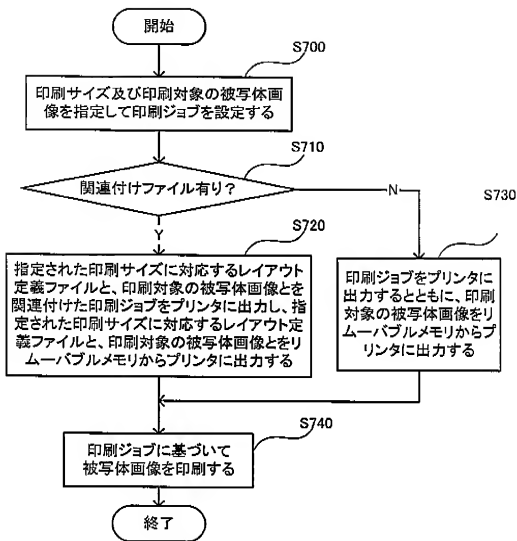 開始
S700
印刷サイズ及び印刷対象の被写体画
像を指定して印刷ジョブを設定する
S710
関連付けファイル有り？
N
S730
Y
S720
指定された印刷サイズに対応するレイアウト
定義ファイルと、印刷対象の被写体画像とを
関連付けた印刷ジョブをプリンタに出力し、指
定された印刷サイズに対応するレイアウト定
義ファイルと、印刷対象の被写体画像とをリ
ムーバブルメモリからプリンタに出力する
印刷ジョブをプリンタに
出力するとともに、印刷
対象の被写体画像をリ
ムーバブルメモリからプ
リンタに出力する
S740
印刷ジョブに基づいて
被写体画像を印刷する
終了